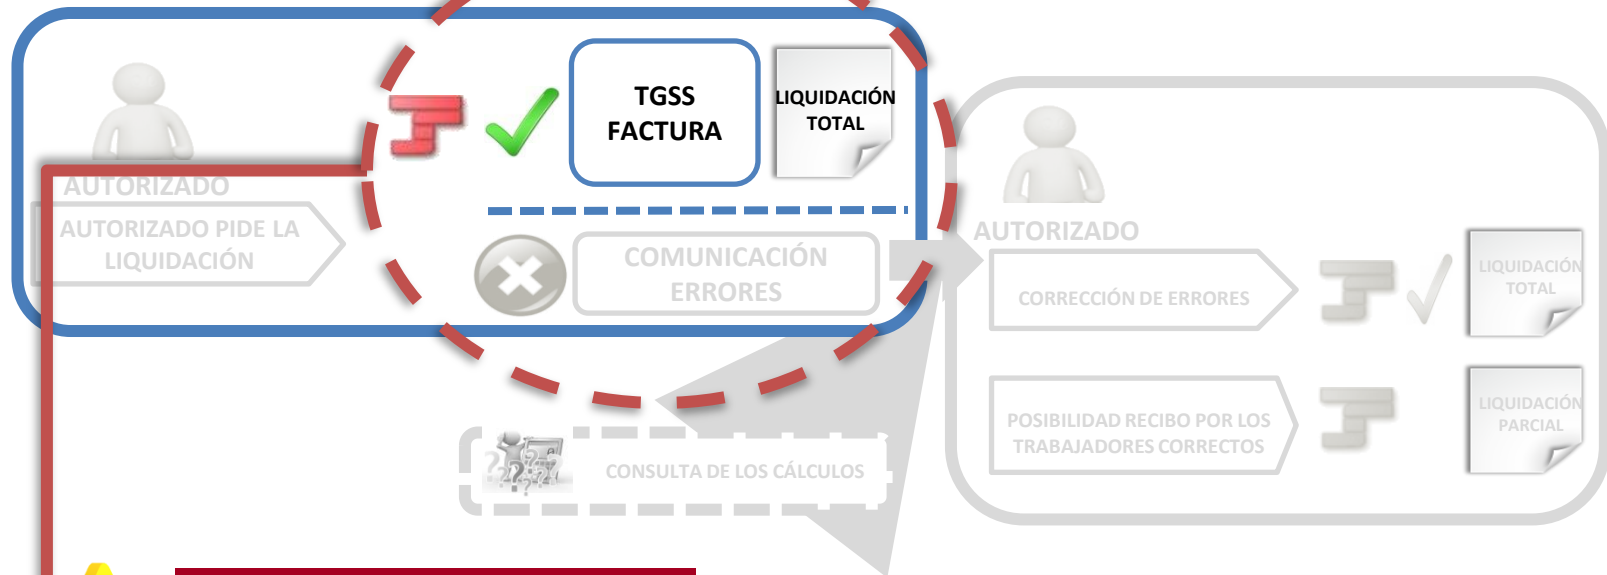 TGSS
FACTURA
LIQUIDACIÓN
TOTAL
AUTORIZADO
AUTORIZADO PIDE LA
LIQUIDACIÓN
COMUNICACIÓN
ERRORES
AUTORIZADO
CORRECCIÓN DE ERRORES
LIQUIDACIÓN
TOTAL
POSIBILIDAD RECIBO POR LOS
TRABAJADORES CORRECTOS
LIQUIDACIÓN
PARCIAL
CONSULTA DE LOS CÁLCULOS